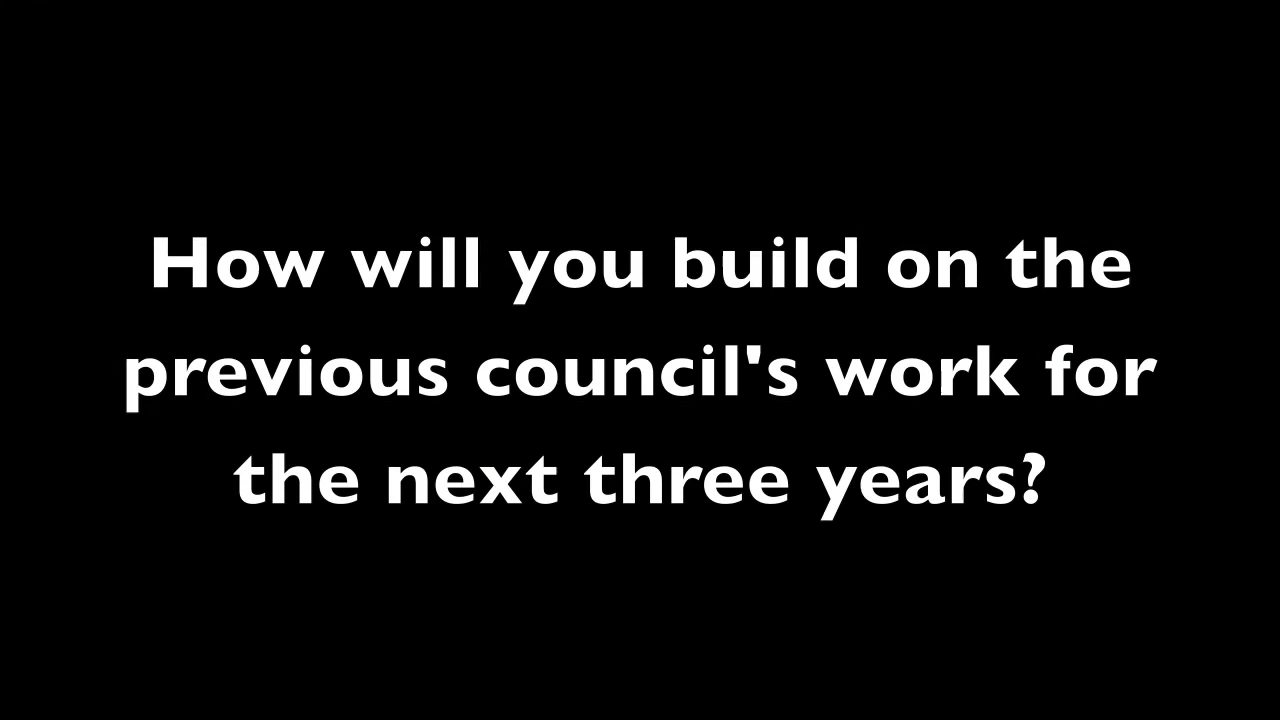 How will you build on the
previous council's work for
the next three years?